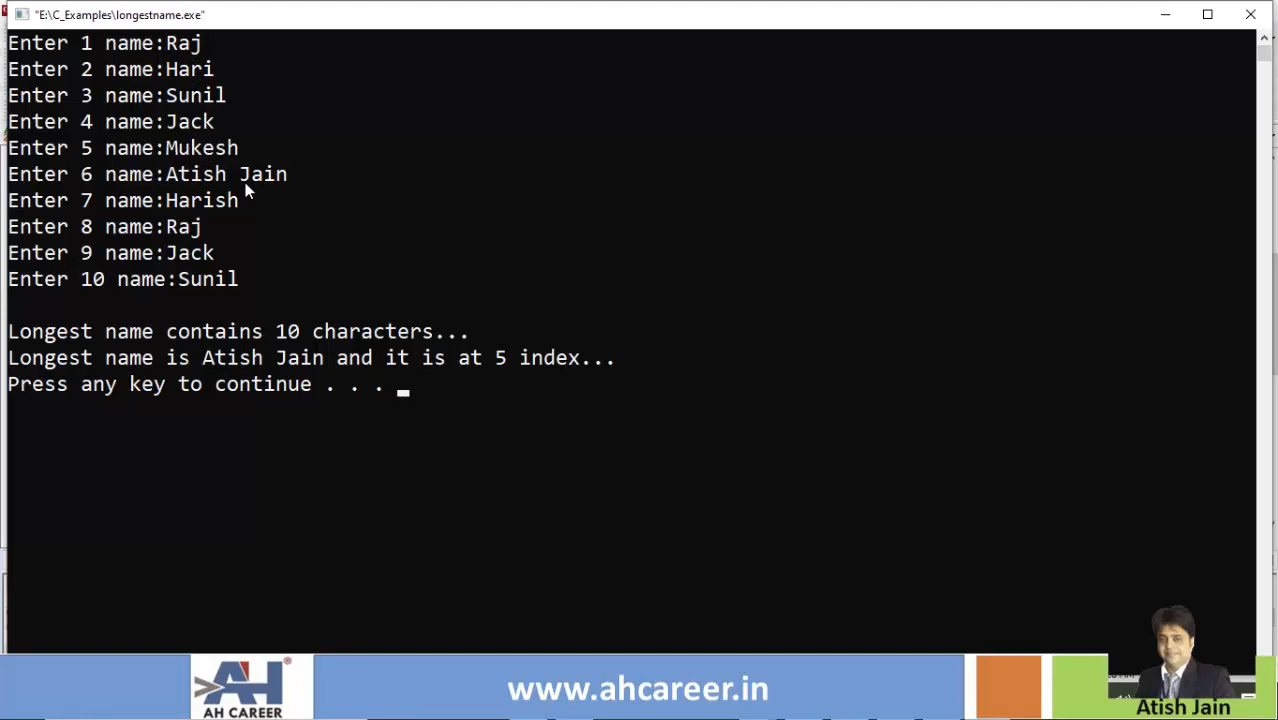 "E:\C_Examples\longestname.exe"
Enter 1 name:Raj
Enter 2 name:Hari
Enter 3 name:Sunil
Enter 4 name:Jack
Enter 5 name:Mukesh
Enter 6 name:Atish Jain
Enter 7 name:Harish
Enter 8 name:Raj
Enter 9 name:Jack
Enter 10 name:Sunil
Longest name contains 10 characters...
Longest name is Atish Jain and it is at 5 index...
Press any key to continue . . .
AH CAREER
www.ahcareer.in
Atish Jain